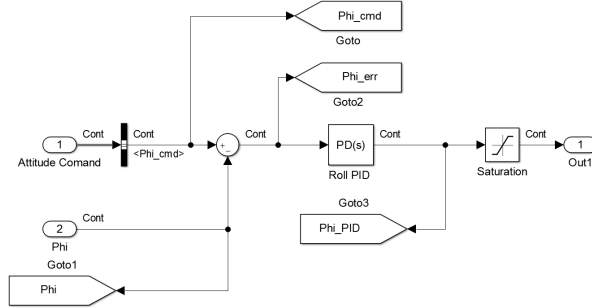 Phi_cmd
Goto
Phi_err
Goto2
Cont
Cont
Cont
Cont
Cont
1
+
-
PD(s)
1
Attitude Comand
<Phi_cmd>
Roll PID
Saturation
Out1
Cont
2
Phi
Goto3
Phi_PID
Goto1
Phi